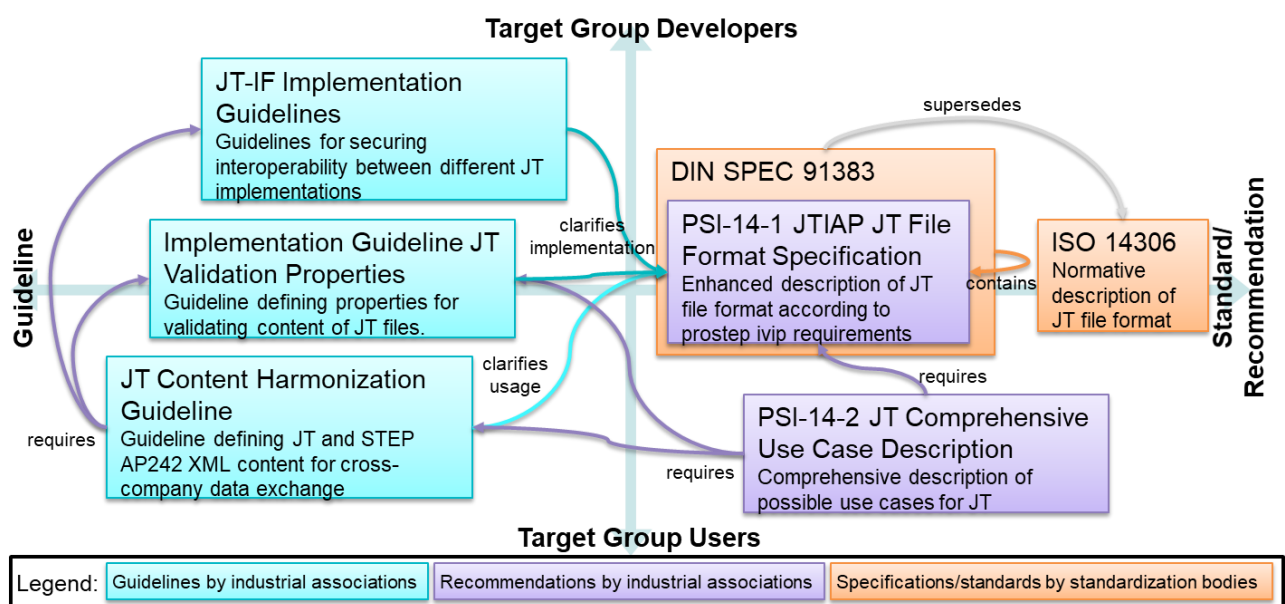 Target Group Developers
JT-IF Implementation
Guidelines
Guidelines for securing
interoperability between different JT
implementations
supersedes
DIN SPEC 91383
PSI-14-1 JTIAP JT File
Format Specification
Enhanced description of JT
file format according to
prostep ivip requirements
clarifies
implementation
Implementation Guideline JT
Validation Properties
Guideline defining properties for
validating content of JT files.
contains
ISO 14306
Normative
description of
JT file format
Guideline
Standard/
Recommendation
JT Content Harmonization
Guideline
Guideline defining JT and STEP
AP242 XML content for cross-
company data exchange
clarifies
usage
requires
requires
requires
PSI-14-2 JT Comprehensive
Use Case Description
Comprehensive description of
possible use cases for JT
Target Group Users
Legend:
Guidelines by industrial associations
Recommendations by industrial associations
Specifications/standards by standardization bodies